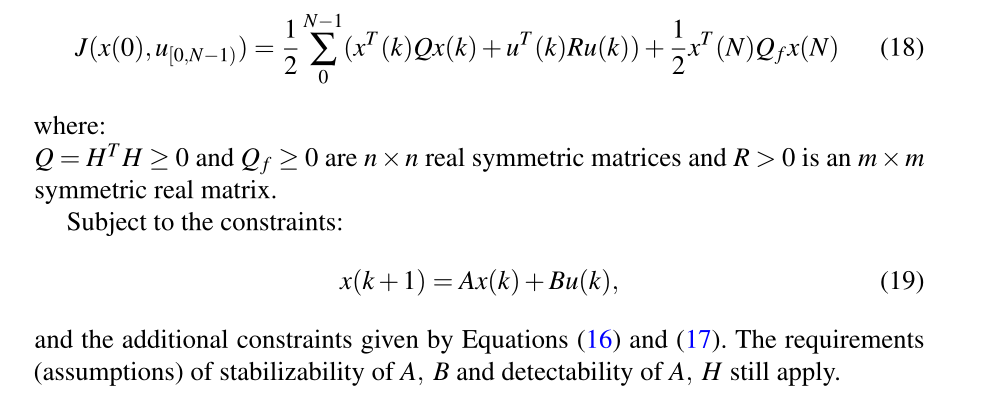 J(x(0), u_{[0,N−1)}) = \frac{1}{2} \sum_{0}^{N−1} (x^T(k)Qx(k) + u^T(k)Ru(k)) + \frac{1}{2} x^T(N)Q_f x(N) (18)
where:
Q = H^T H ≥ 0 and Q_f ≥ 0 are n × n real symmetric matrices and R > 0 is an m × m
symmetric real matrix.
Subject to the constraints:
x(k + 1) = Ax(k) + Bu(k), (19)
and the additional constraints given by Equations (16) and (17). The requirements
(assumptions) of stabilizability of A, B and detectability of A, H still apply.